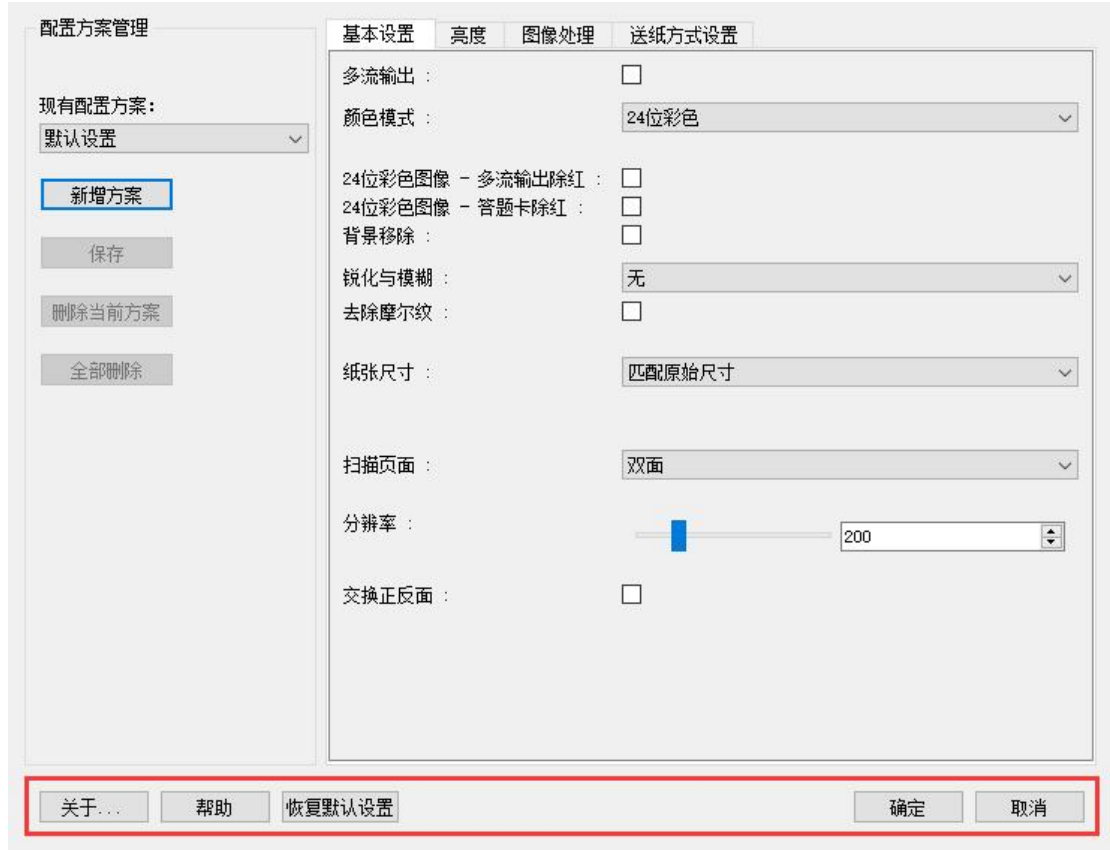 配置方案管理
现有配置方案:
默认设置
新增方案
保存
删除当前方案
全部删除
基本设置 亮度 图像处理 送纸方式设置
多流输出 :
颜色模式 : 24位彩色
24位彩色图像 - 多流输出除红 :
24位彩色图像 - 答题卡除红 :
背景移除 :
锐化与模糊 : 无
去除摩尔纹 :
纸张尺寸 : 匹配原始尺寸
扫描页面 : 双面
分辨率 : 200
交换正反面 :
关于... 帮助 恢复默认设置 确定 取消